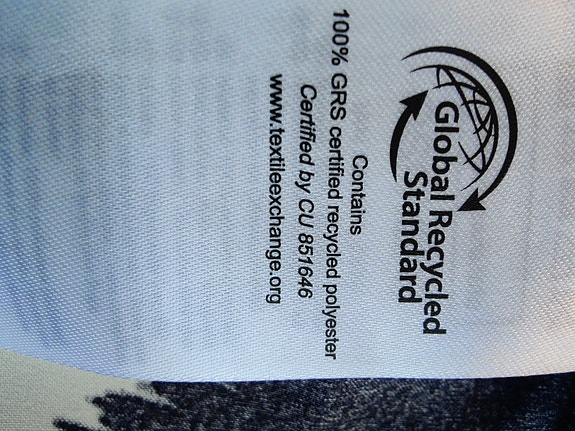 Global Recycled
Standard
Contains
100% GRS certified recycled polyester
Certified by CU 851646
www.textileexchange.org